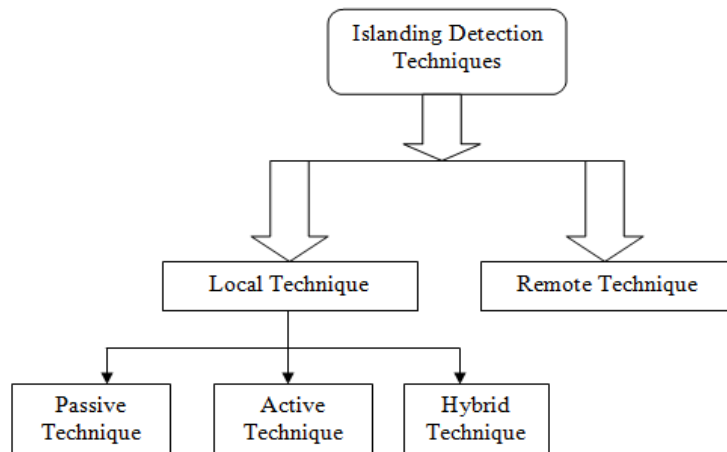 Islanding Detection
Techniques
Local Technique
Remote Technique
Passive
Technique
Active
Technique
Hybrid
Technique